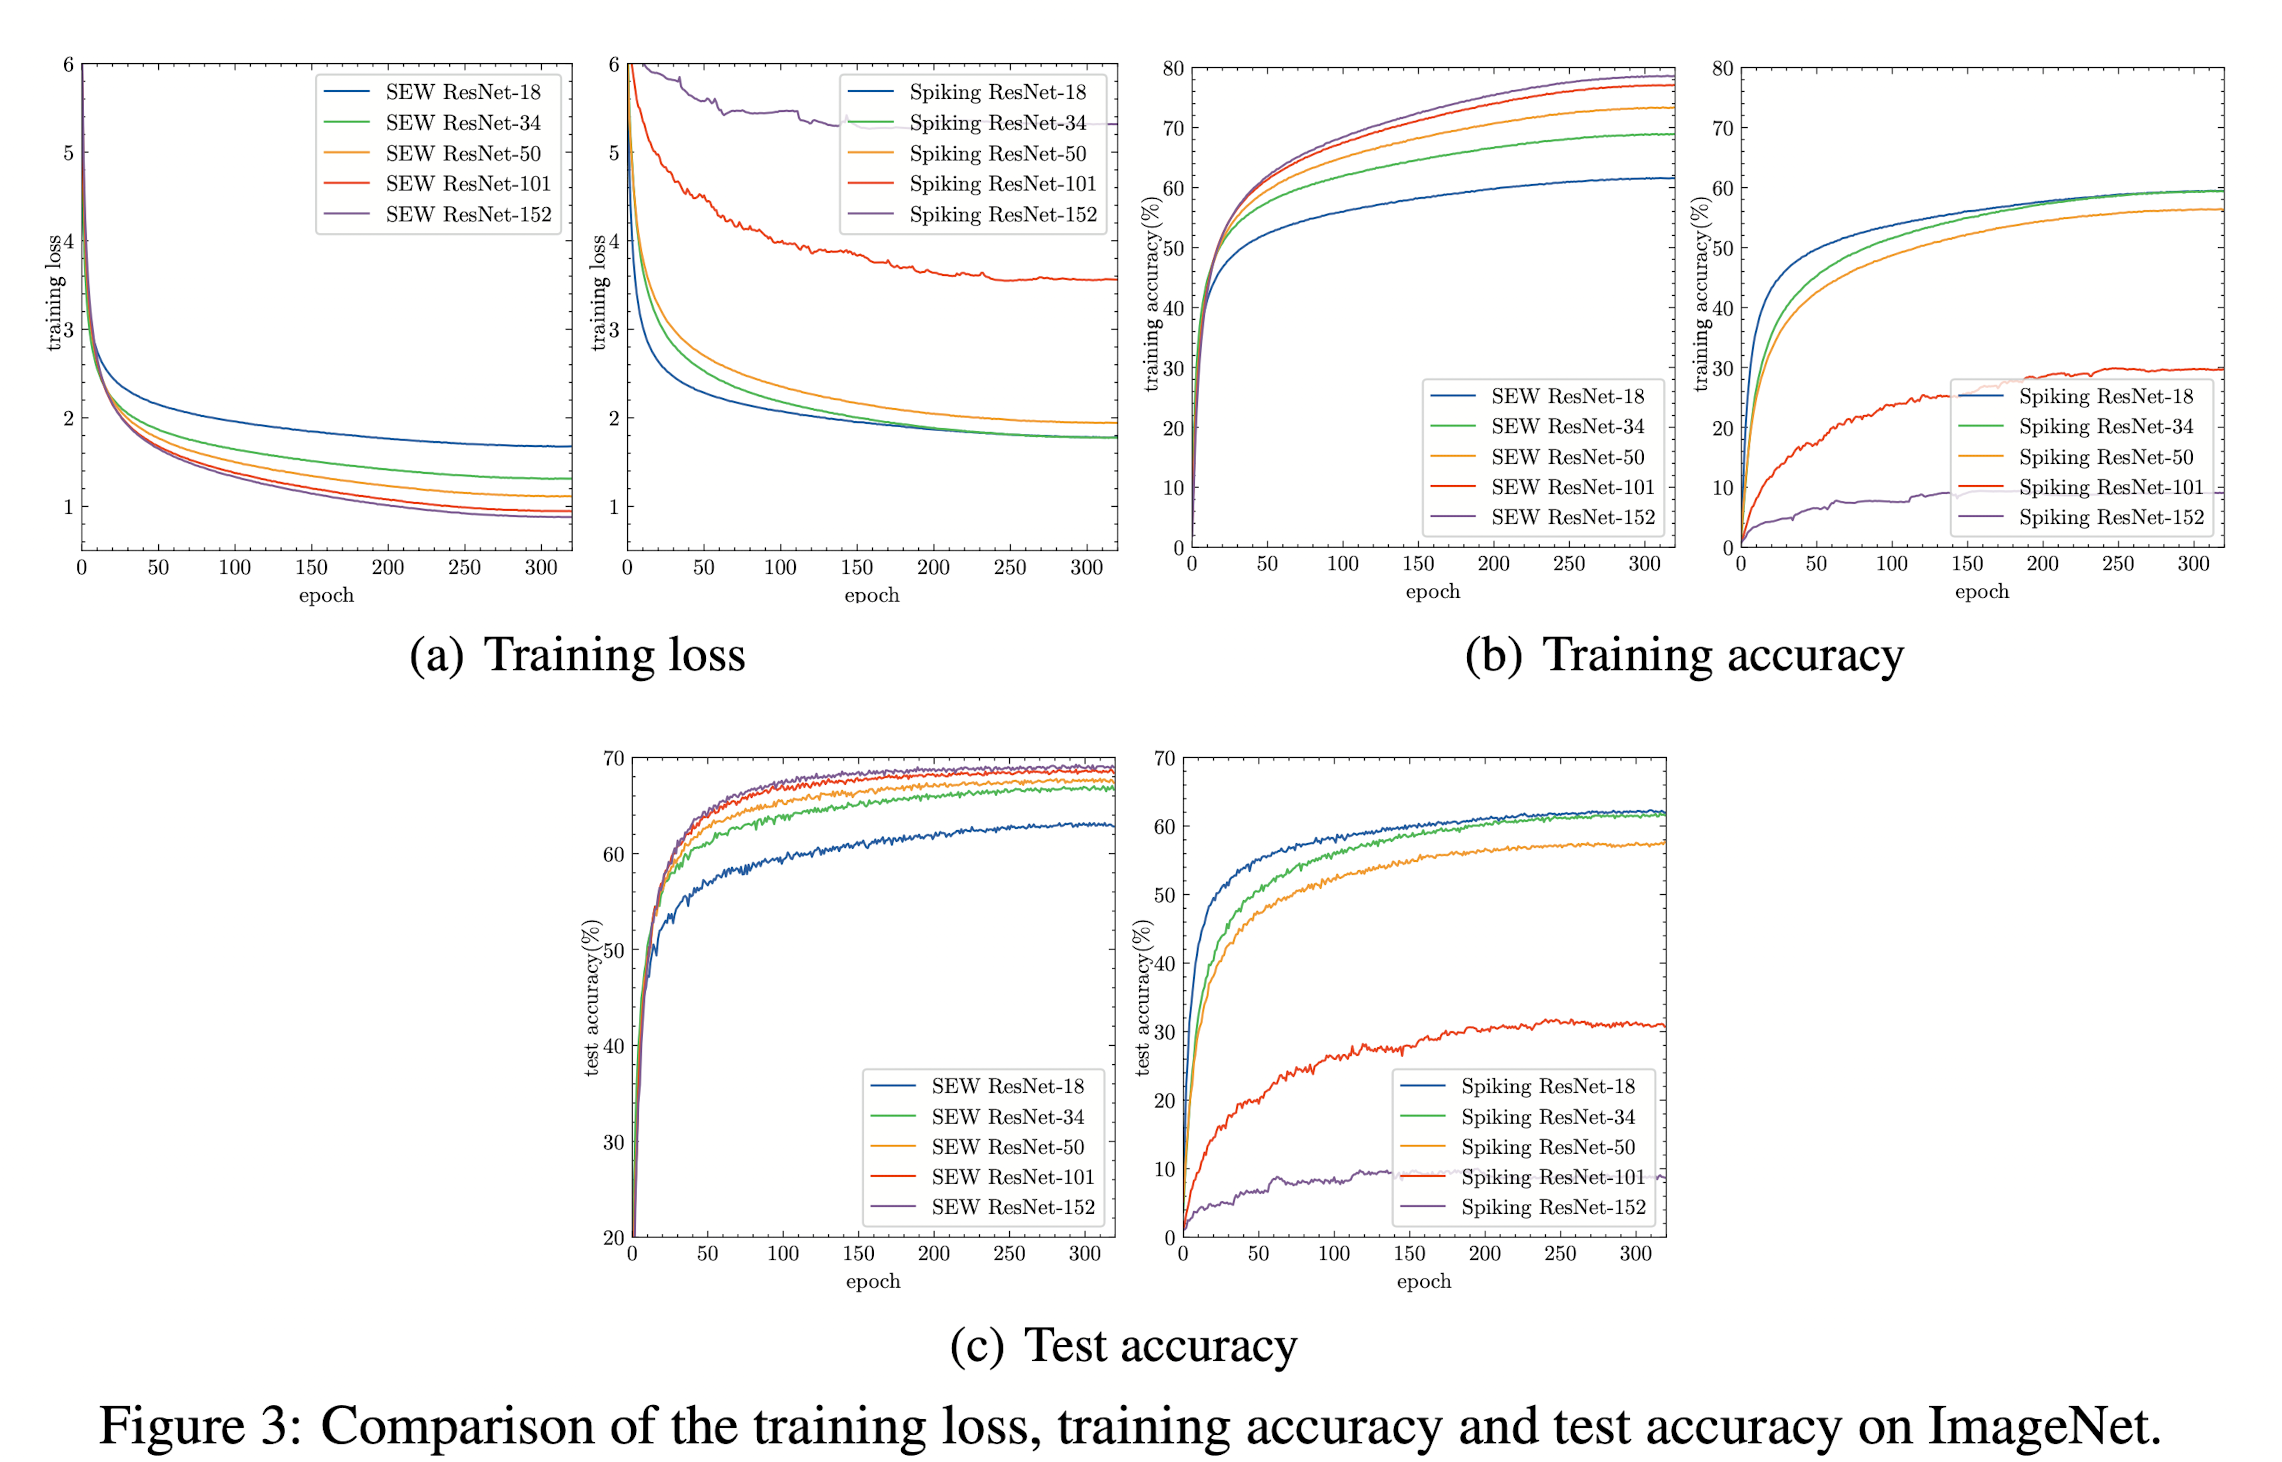 6
5
4
3
2
1
0 50 100 150 200 250 300
training loss
epoch
SEW ResNet-18
SEW ResNet-34
SEW ResNet-50
SEW ResNet-101
SEW ResNet-152
6
5
4
3
2
1
0 50 100 150 200 250 300
training loss
epoch
Spiking ResNet-18
Spiking ResNet-34
Spiking ResNet-50
Spiking ResNet-101
Spiking ResNet-152
(a) Training loss
80
70
60
50
40
30
20
10
0
0 50 100 150 200 250 300
training accuracy(%)
epoch
SEW ResNet-18
SEW ResNet-34
SEW ResNet-50
SEW ResNet-101
SEW ResNet-152
80
70
60
50
40
30
20
10
0
0 50 100 150 200 250 300
training accuracy(%)
epoch
Spiking ResNet-18
Spiking ResNet-34
Spiking ResNet-50
Spiking ResNet-101
Spiking ResNet-152
(b) Training accuracy
70
60
50
40
30
20
0 50 100 150 200 250 300
test accuracy(%)
epoch
SEW ResNet-18
SEW ResNet-34
SEW ResNet-50
SEW ResNet-101
SEW ResNet-152
70
60
50
40
30
20
10
0
0 50 100 150 200 250 300
test accuracy(%)
epoch
Spiking ResNet-18
Spiking ResNet-34
Spiking ResNet-50
Spiking ResNet-101
Spiking ResNet-152
(c) Test accuracy
Figure 3: Comparison of the training loss, training accuracy and test accuracy on ImageNet.